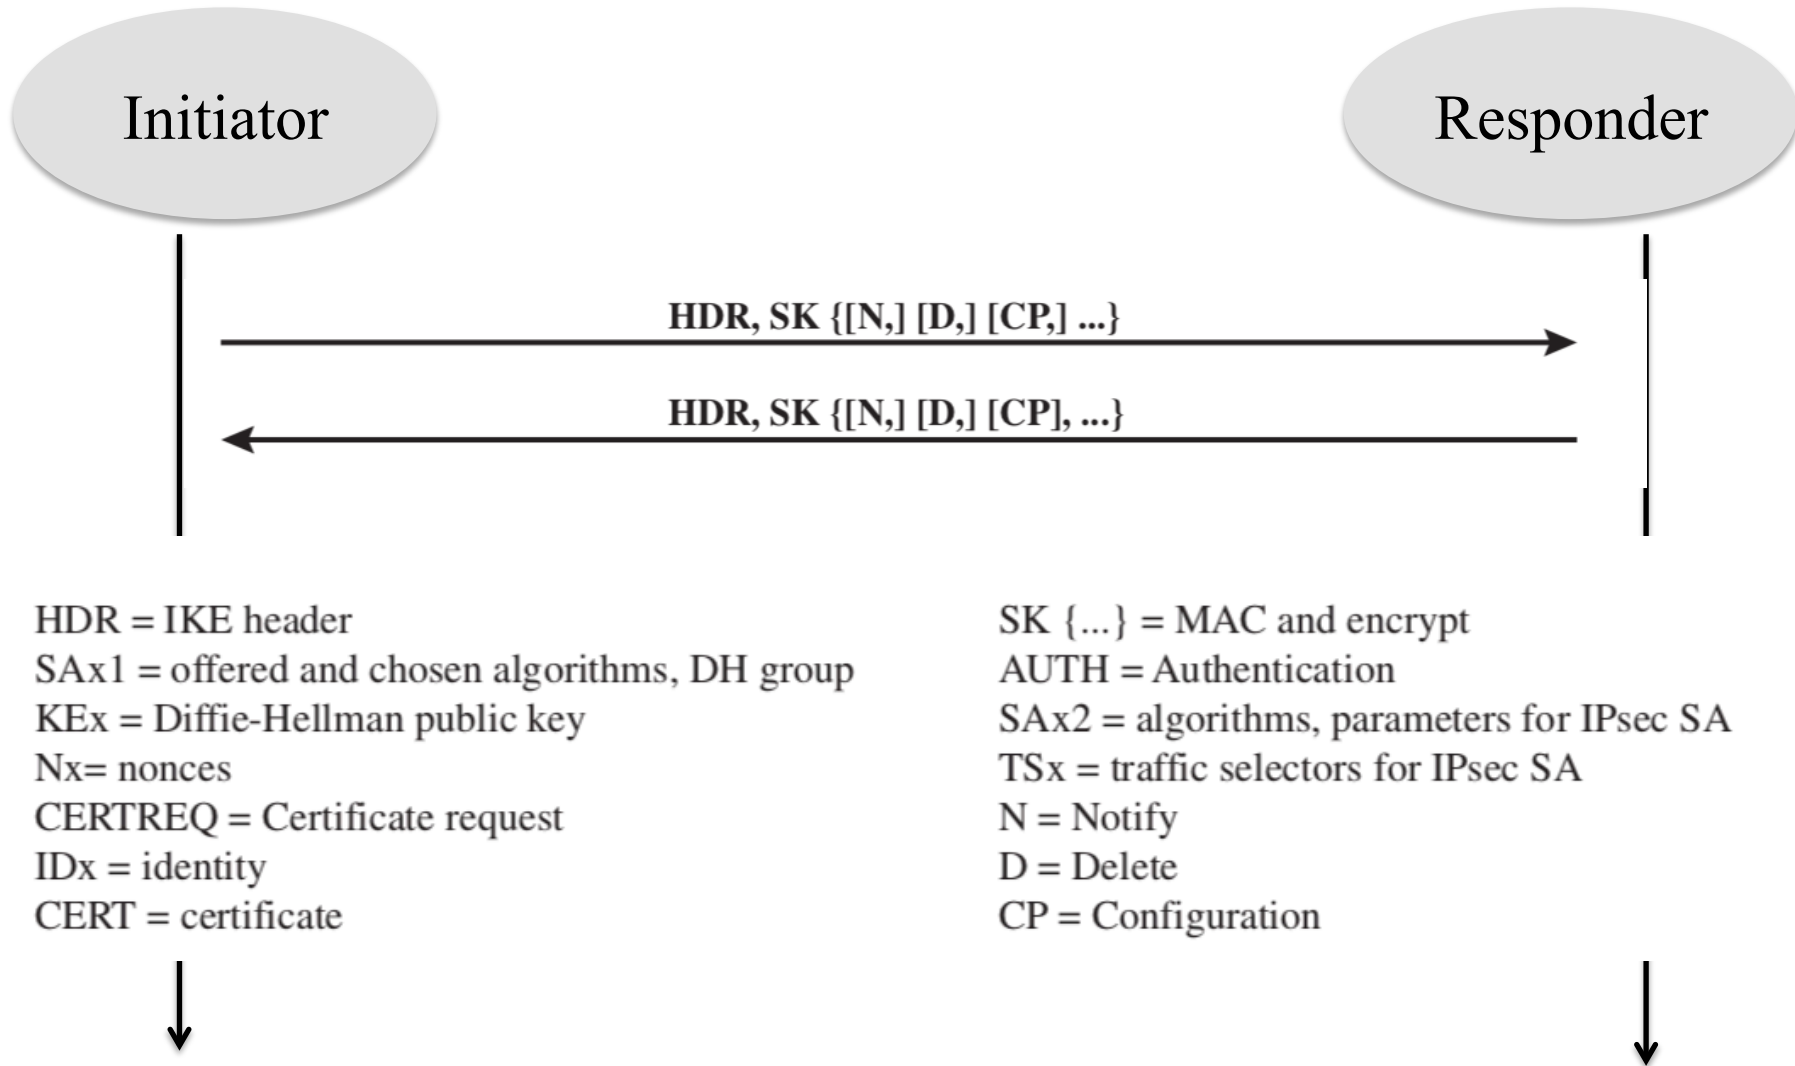 Initiator
Responder
HDR, SK {[N,] [D,] [CP,] ...}
HDR, SK {[N,] [D,] [CP], ...}
HDR = IKE header
SAx1 = offered and chosen algorithms, DH group
KEx = Diffie-Hellman public key
Nx= nonces
CERTREQ = Certificate request
IDx = identity
CERT = certificate
SK {...} = MAC and encrypt
AUTH = Authentication
SAx2 = algorithms, parameters for IPsec SA
TSx = traffic selectors for IPsec SA
N = Notify
D = Delete
CP = Configuration